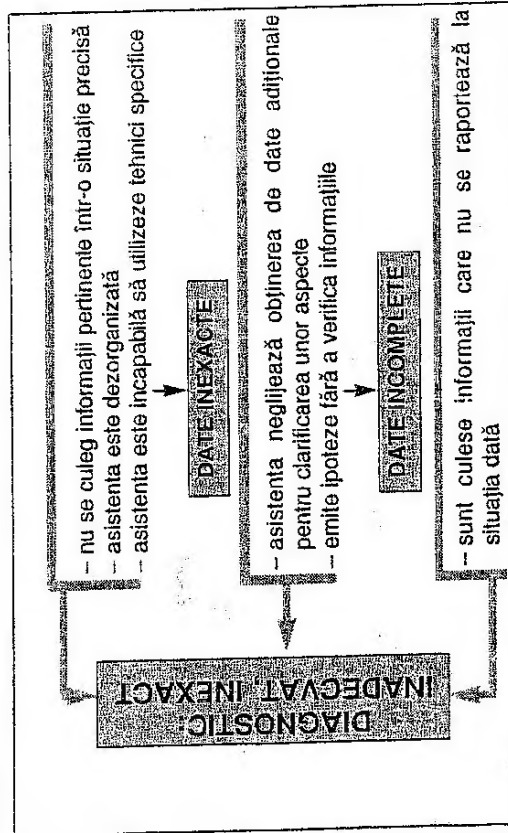 – nu se culeg informații pertinente într-o situație precisă
– asistenta este dezorganizată
– asistenta este incapabilă să utilizeze tehnici specifice
DATE INEXACTE
– asistenta neglijează obținerea de date adiționale
pentru clarificarea unor aspecte
– emite ipoteze fără a verifica informațiile
DATE INCOMPLETE
– sunt culese informații care nu se raportează la
situația dată
DIAGNOSTIC:
INADECVAT, INEXACT